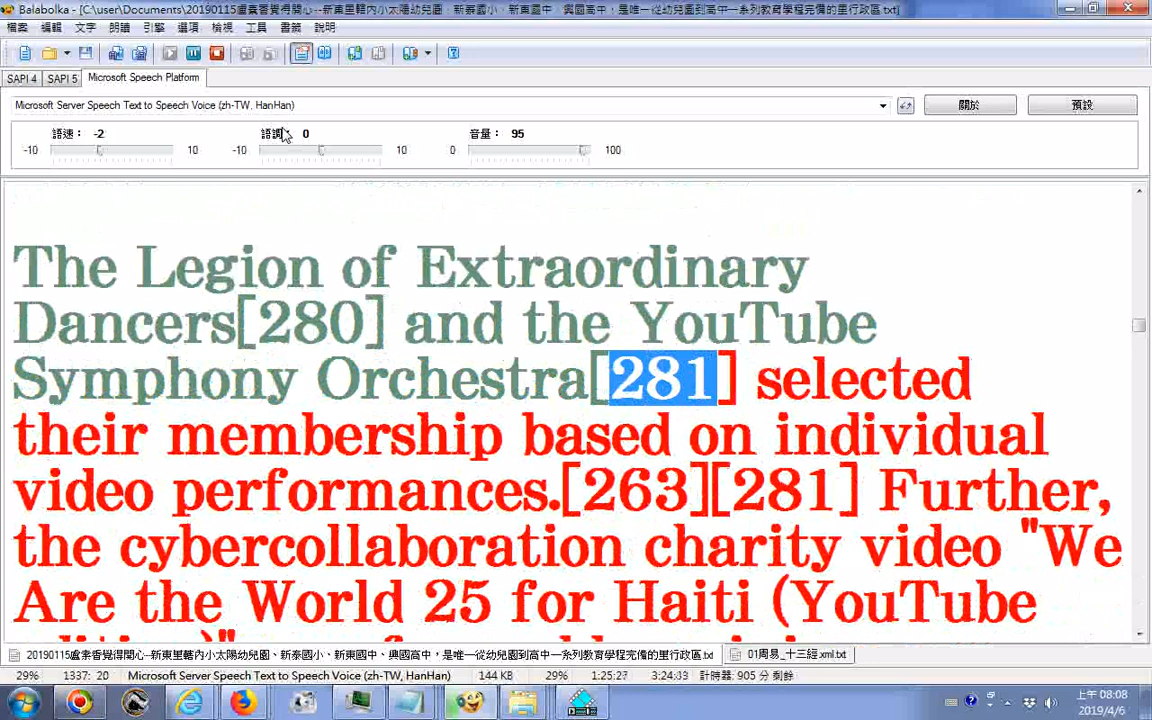 Balabolka - [C:\user\Documents\20190115盧素香覺得開心--新東里轄內小太陽幼兒園、新泰國小、新東國中、興國高中，是唯一從幼兒園到高中一系列教育學程完備的里行政區.txt]
檔案 編輯 文字 朗讀 引擎 選項 檢視 工具 書籤 說明
SAPI 4 SAPI 5 Microsoft Speech Platform
Microsoft Server Speech Text to Speech Voice (zh-TW, HanHan) 關於 預設
語速： -2 語調： 0 音量： 95
-10 10 -10 10 0 100
The Legion of Extraordinary
Dancers[280] and the YouTube
Symphony Orchestra[281] selected
their membership based on individual
video performances.[263][281] Further,
the cybercollaboration charity video "We
Are the World 25 for Haiti (YouTube
20190115盧素香覺得開心--新東里轄內小太陽幼兒園、新泰國小、新東國中、興國高中，是唯一從幼兒園到高中一系列教育學程完備的里行政區.txt 01周易_十三經.xml.txt
29% 1337: 20 Microsoft Server Speech Text to Speech Voice (zh-TW, HanHan) 144 KB 29% 1:25:27 3:24:33 計時器: 905 分 剩餘
上午 08:08
2019/4/6